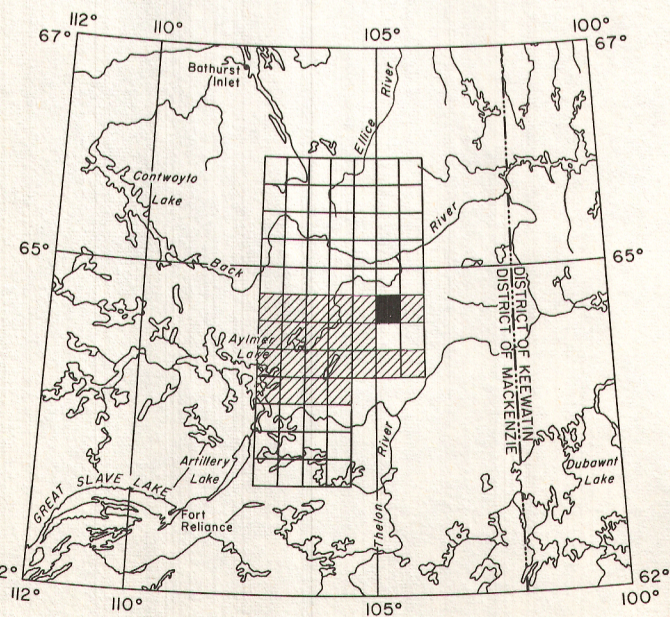 112°
110°
105°
100°
67°
67°
Bathurst
Inlet
River
Ellice
Contwoyto
Lake
River
65°
65°
Back
DISTRICT OF KEEWATIN
DISTRICT OF MACKENZIE
Aylmer
Lake
River
Artillery
Lake
Dubawnt
Lake
GREAT SLAVE LAKE
Fort
Reliance
Thelon
2°
62°
112°
110°
105°
100°